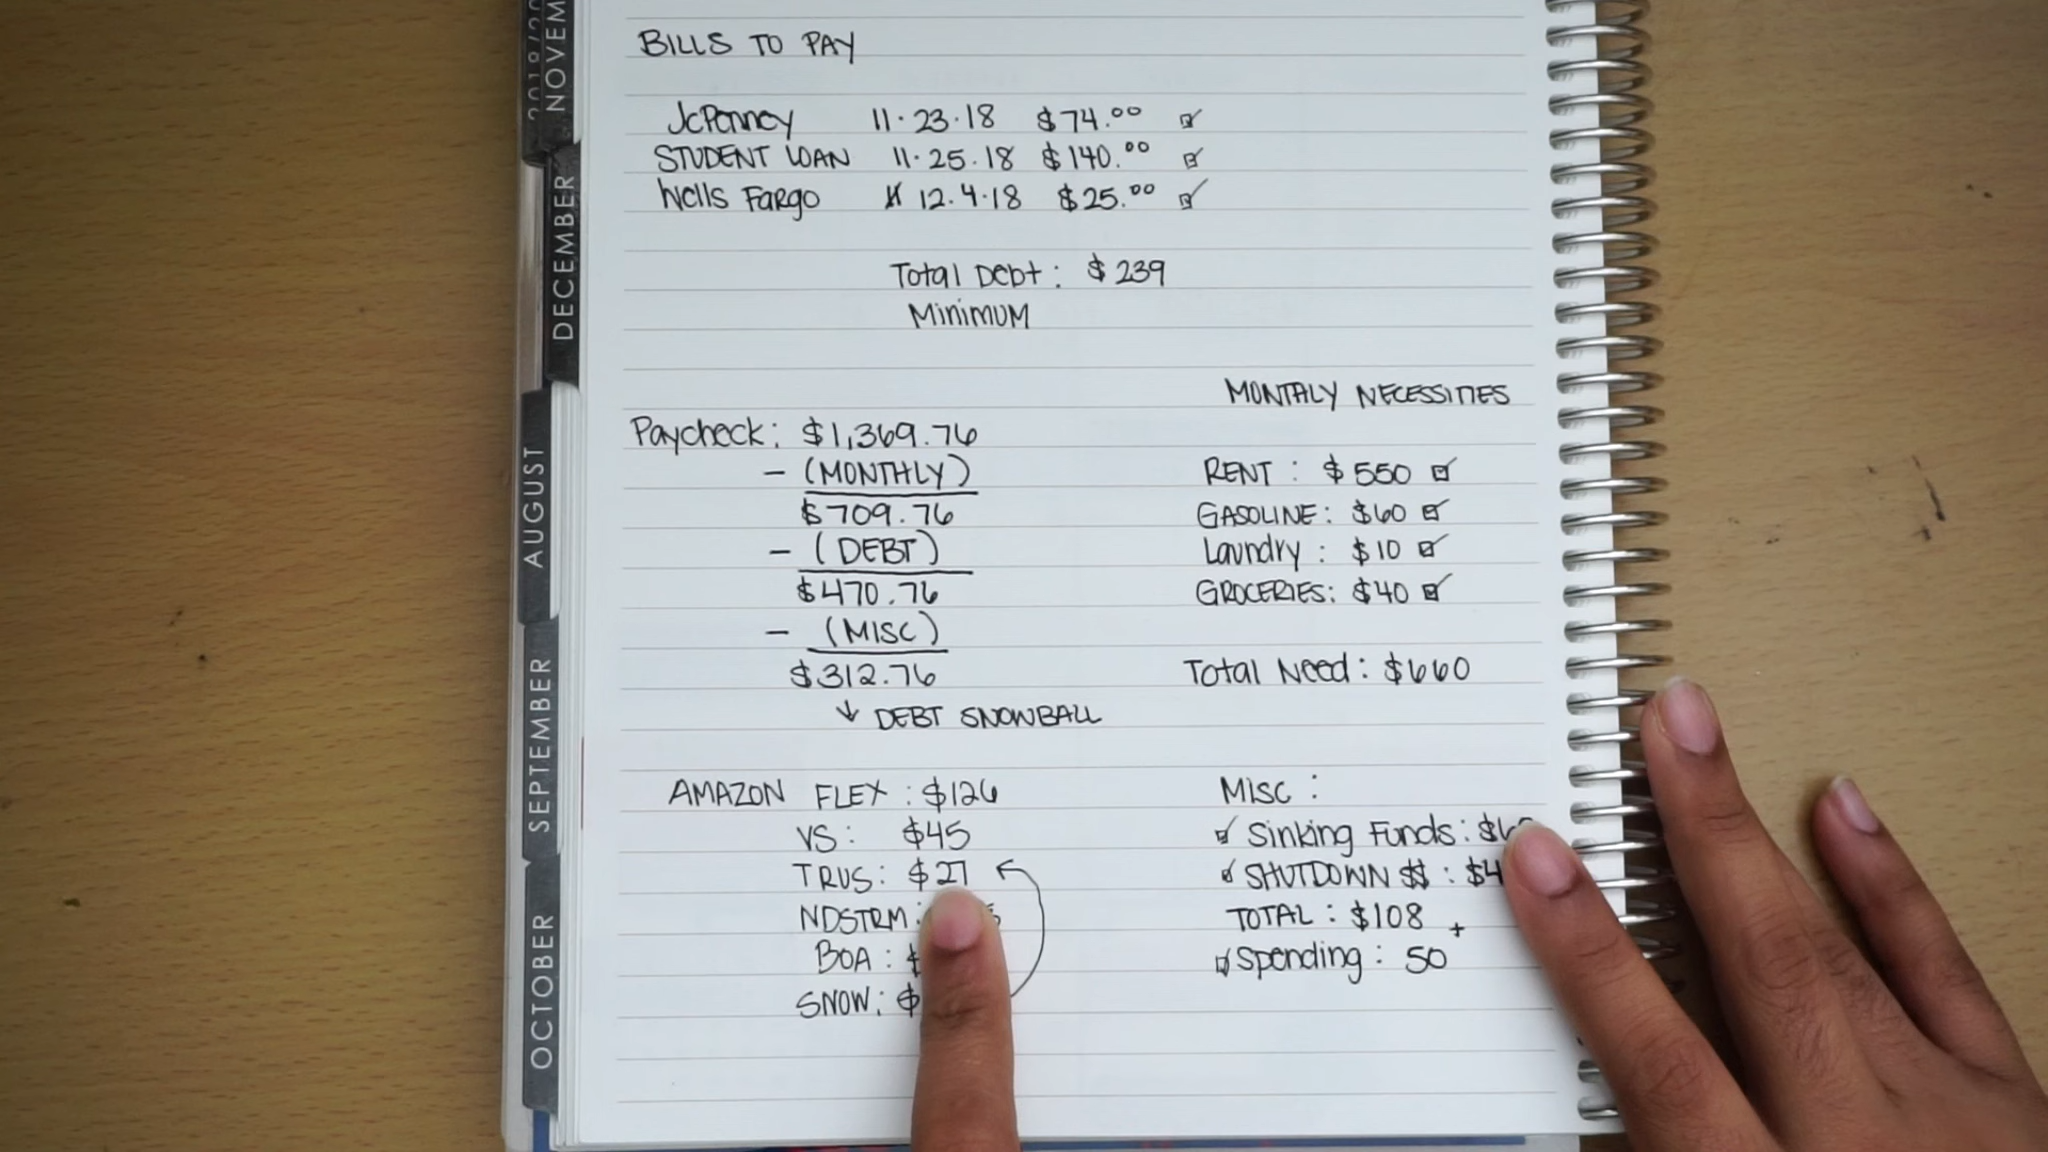 BILLS TO PAY
JcPenney 11.23.18 $74.00
STUDENT LOAN 11.25.18 $140.00
Wells Fargo 12.4.18 $25.00
Total Debt: $239
Minimum
MONTHLY NECESSITIES
Paycheck: $1,369.76
- (MONTHLY)
$709.76
- (DEBT)
$470.76
- (MISC)
$312.76
↓ DEBT SNOWBALL
RENT: $550
GASOLINE: $60
Laundry: $10
GROCERIES: $40
Total Need: $660
AMAZON FLEX: $126
VS: $45
TRUS: $27
NDSTRM:
BOA: $
SNOW: $
MISC:
Sinking Funds:
SHUTDOWN $$:
TOTAL: $108 +
Spending: 50
NOVEM
DECEMBER
AUGUST
SEPTEMBER
OCTOBER